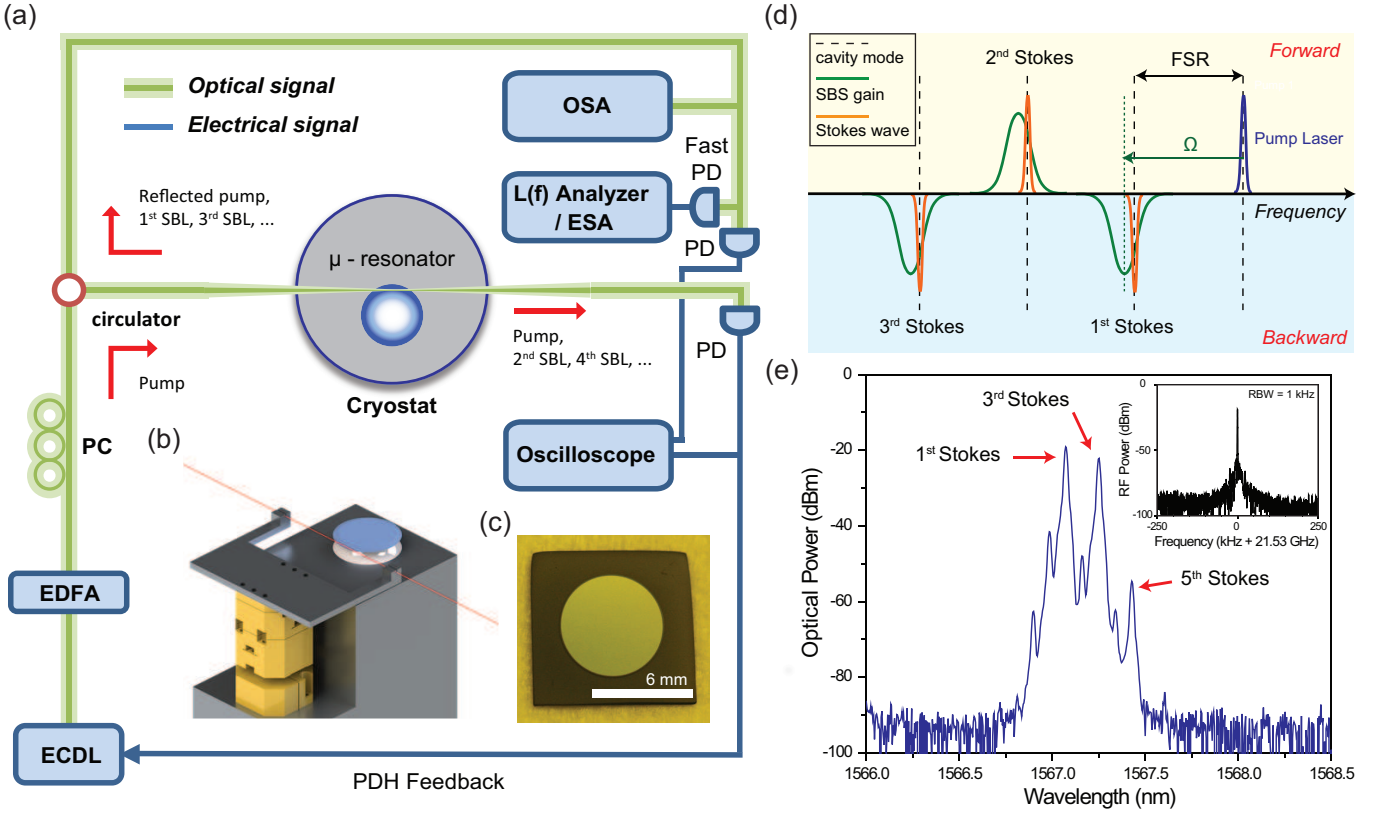 (a)
Optical signal
Electrical signal
OSA
Fast
PD
L(f) Analyzer
/ ESA
PD
Reflected pump,
1st SBL, 3rd SBL, ...
μ - resonator
circulator
Pump
Pump,
2nd SBL, 4th SBL, ...
PD
Cryostat
PC
Oscilloscope
EDFA
ECDL
PDH Feedback
(b)
(c)
6 mm
(d)
cavity mode
SBS gain
Stokes wave
2nd Stokes
FSR
Forward
Ω
Pump Laser
Frequency
3rd Stokes
1st Stokes
Backward
(e)
Optical Power (dBm)
0
-20
-40
-60
-80
-100
1566.0
1566.5
1567.0
1567.5
1568.0
1568.5
Wavelength (nm)
1st Stokes
3rd Stokes
5th Stokes
RBW = 1 kHz
RF Power (dBm)
0
-50
-100
-250
0
250
Frequency (kHz + 21.53 GHz)